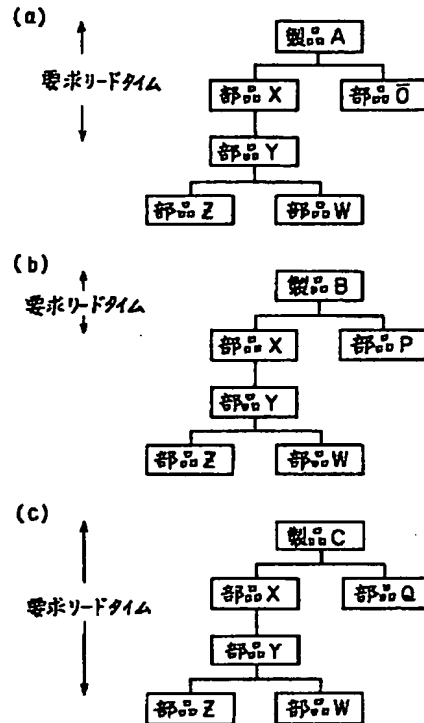 (a)
製品A
要求リードタイム
部品X 部品Ō
部品Y
部品Z 部品W
(b)
製品B
要求リードタイム
部品X 部品P
部品Y
部品Z 部品W
(c)
製品C
要求リードタイム
部品X 部品Q
部品Y
部品Z 部品W